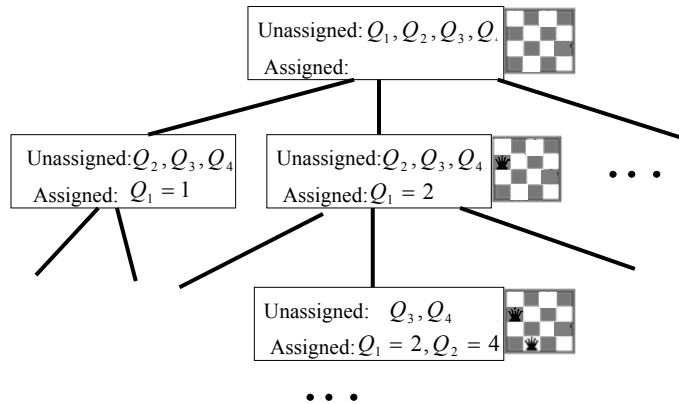 Unassigned: Q₁, Q₂, Q₃, Q
Assigned:
Unassigned: Q₂, Q₃, Q₄
Assigned: Q₁ = 1
Unassigned: Q₂, Q₃, Q₄
Assigned: Q₁ = 2
• • •
Unassigned: Q₃, Q₄
Assigned: Q₁ = 2, Q₂ = 4
• • •